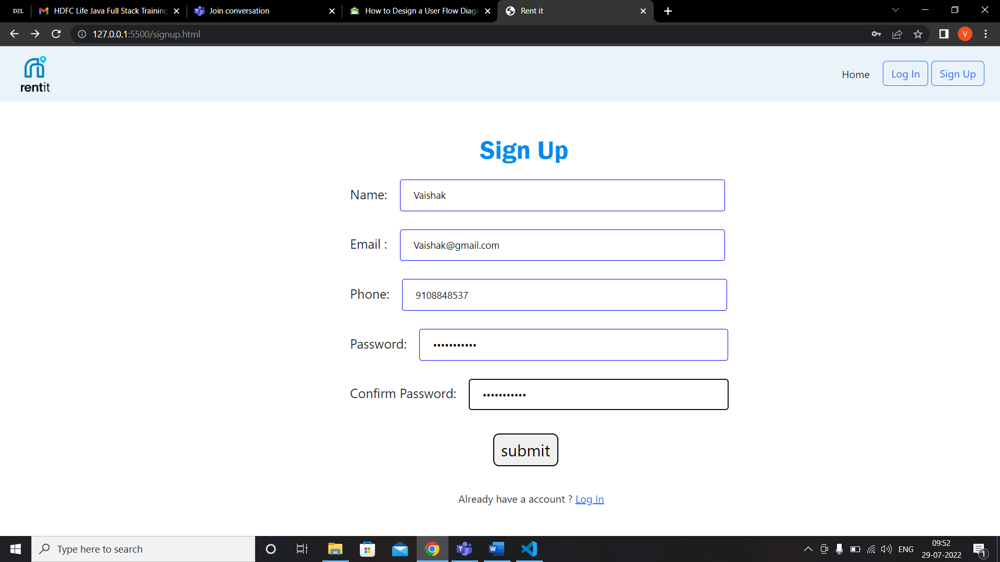 D2L HDFC Life Java Full Stack Training Join conversation How to Design a User Flow Diagr Rent it
127.0.0.1:5500/signup.html V
rentit
Home Log In Sign Up
Sign Up
Name: Vaishak
Email : Vaishak@gmail.com
Phone: 9108848537
Password: •••••••••••
Confirm Password: •••••••••••
submit
Already have a account ? Log In
Type here to search
ENG
09:52
29-07-2022
1